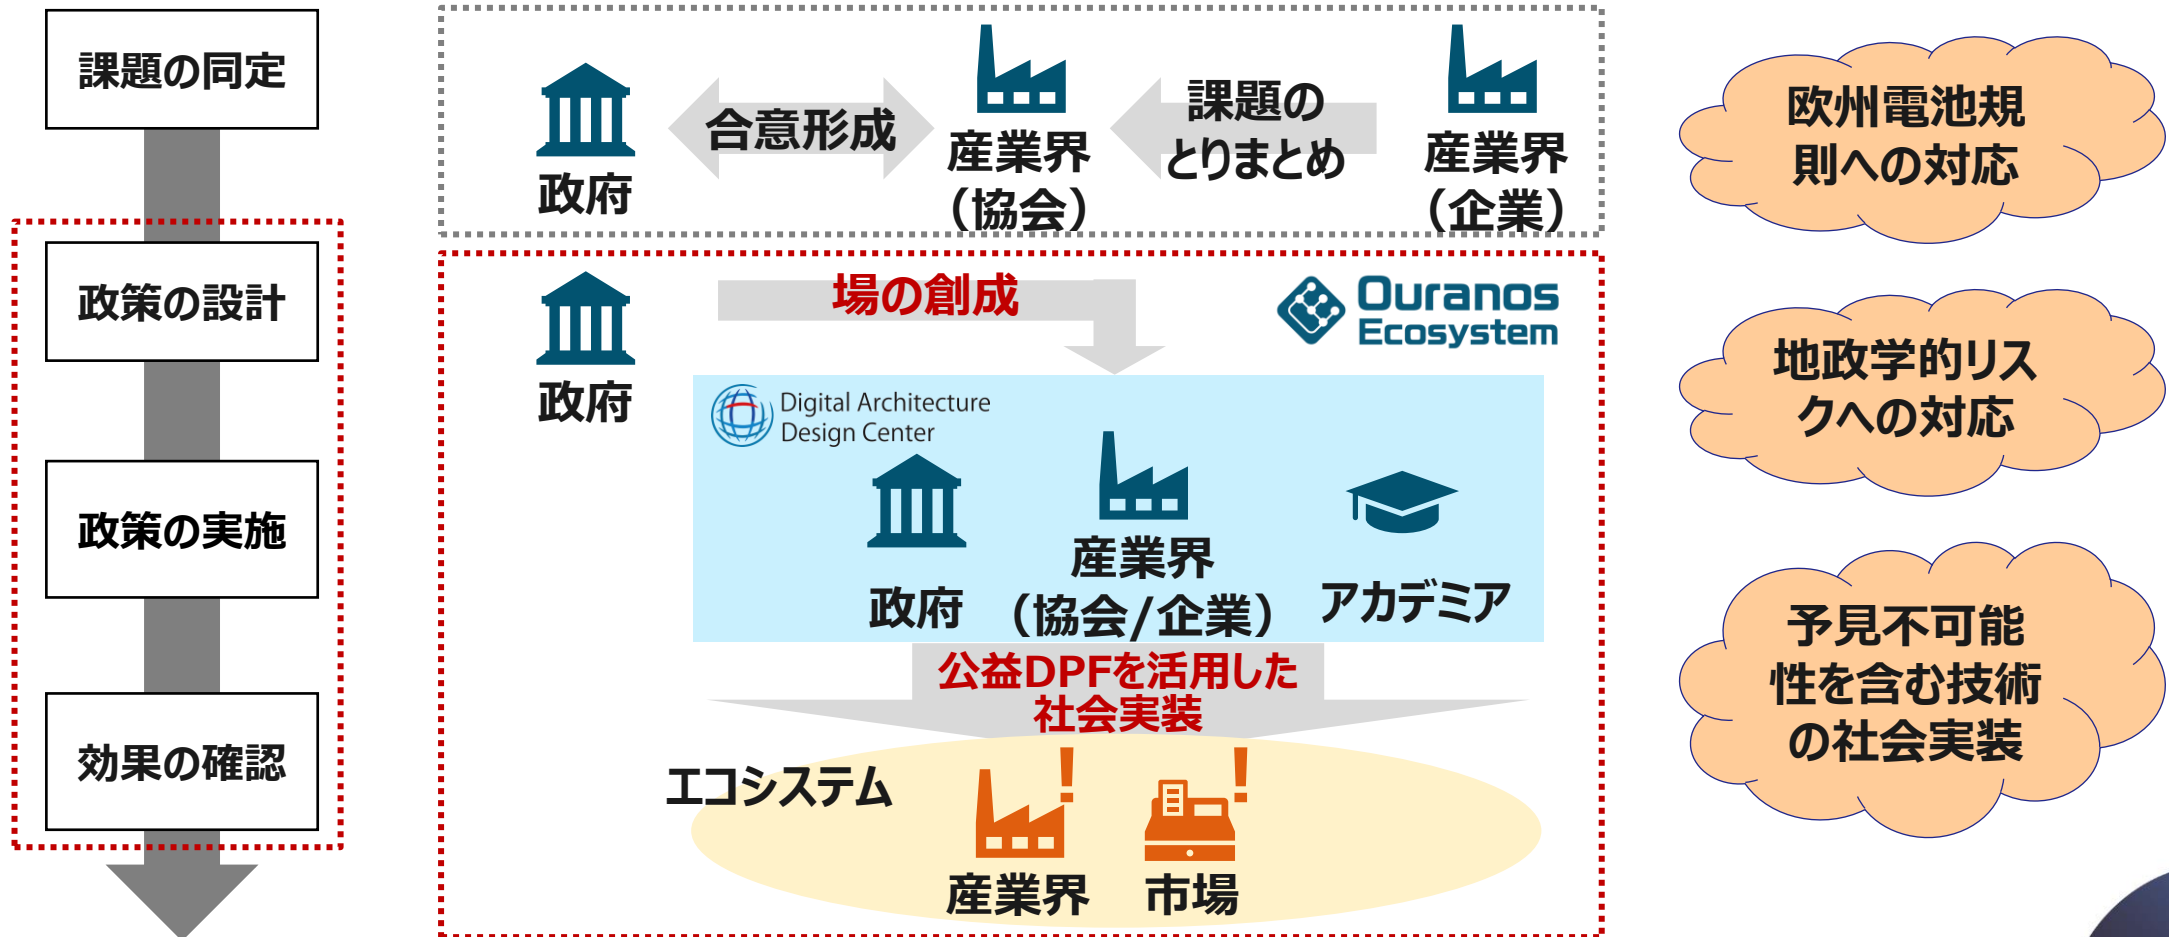 課題の同定
政策の設計
政策の実施
効果の確認
政府
合意形成
産業界
（協会）
課題の
とりまとめ
産業界
（企業）
政府
場の創成
Ouranos
Ecosystem
Digital Architecture
Design Center
政府
産業界
（協会/企業）
アカデミア
公益DPFを活用した
社会実装
エコシステム
産業界
市場
欧州電池規
則への対応
地政学的リス
クへの対応
予見不可能
性を含む技術
の社会実装